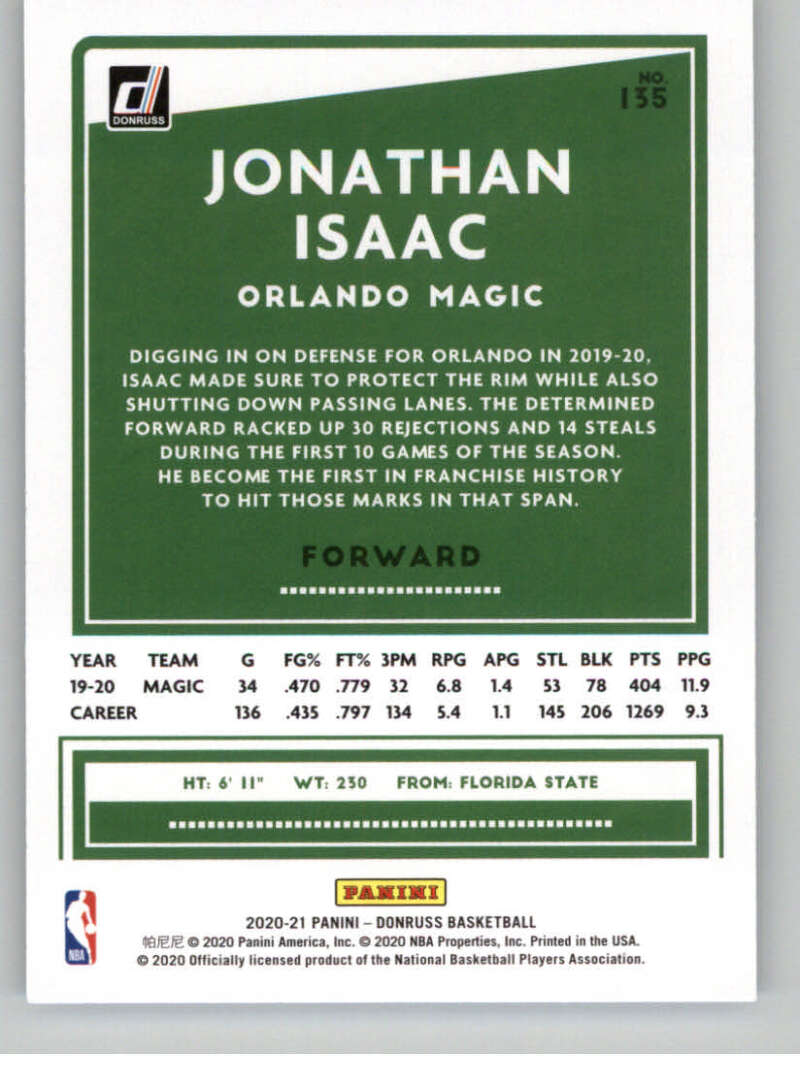 DONRUSS
NO.
135
JONATHAN
ISAAC
ORLANDO MAGIC
DIGGING IN ON DEFENSE FOR ORLANDO IN 2019-20,
ISAAC MADE SURE TO PROTECT THE RIM WHILE ALSO
SHUTTING DOWN PASSING LANES. THE DETERMINED
FORWARD RACKED UP 30 REJECTIONS AND 14 STEALS
DURING THE FIRST 10 GAMES OF THE SEASON.
HE BECOME THE FIRST IN FRANCHISE HISTORY
TO HIT THOSE MARKS IN THAT SPAN.
FORWARD
YEAR TEAM G FG% FT% 3PM RPG APG STL BLK PTS PPG
19-20 MAGIC 34 .470 .779 32 6.8 1.4 53 78 404 11.9
CAREER 136 .435 .797 134 5.4 1.1 145 206 1269 9.3
HT: 6' 11" WT: 230 FROM: FLORIDA STATE
PANINI
2020-21 PANINI – DONRUSS BASKETBALL
帕尼尼 © 2020 Panini America, Inc. © 2020 NBA Properties, Inc. Printed in the USA.
© 2020 Officially licensed product of the National Basketball Players Association.
NBA